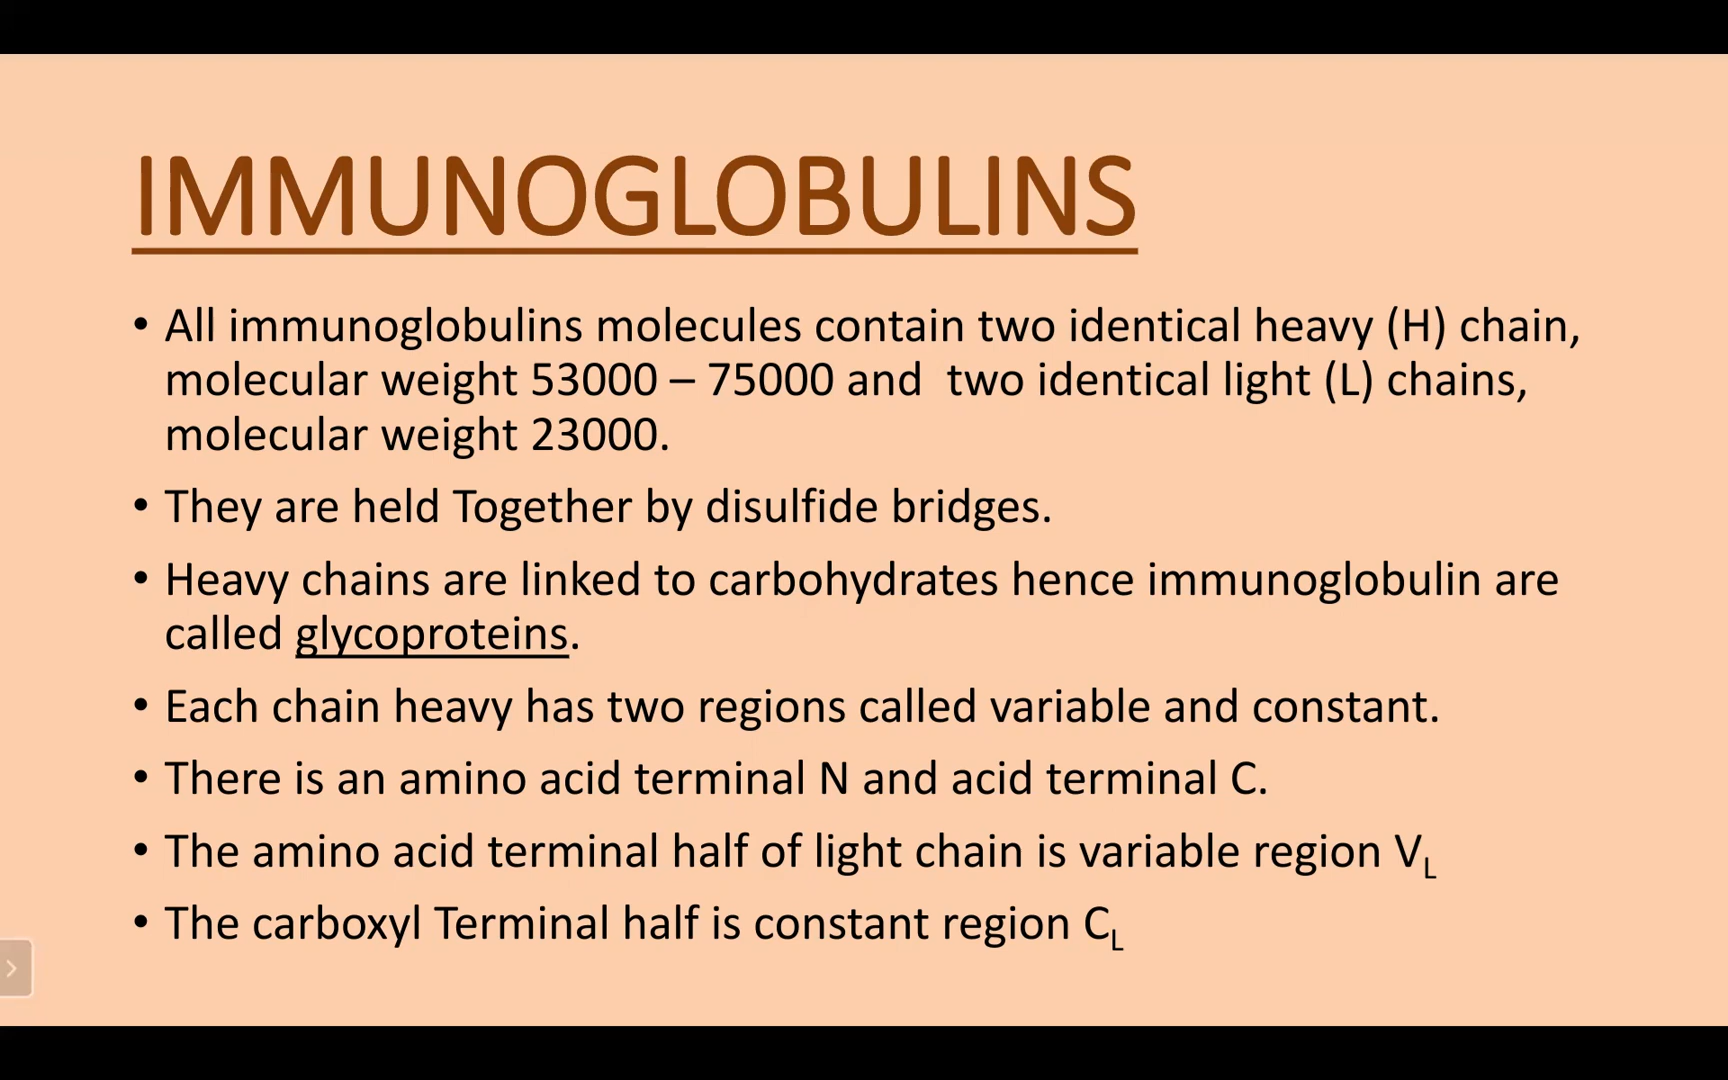 IMMUNOGLOBULINS
• All immunoglobulins molecules contain two identical heavy (H) chain,
molecular weight 53000 – 75000 and  two identical light (L) chains,
molecular weight 23000.
• They are held Together by disulfide bridges.
• Heavy chains are linked to carbohydrates hence immunoglobulin are
called glycoproteins.
• Each chain heavy has two regions called variable and constant.
• There is an amino acid terminal N and acid terminal C.
• The amino acid terminal half of light chain is variable region VL
• The carboxyl Terminal half is constant region CL